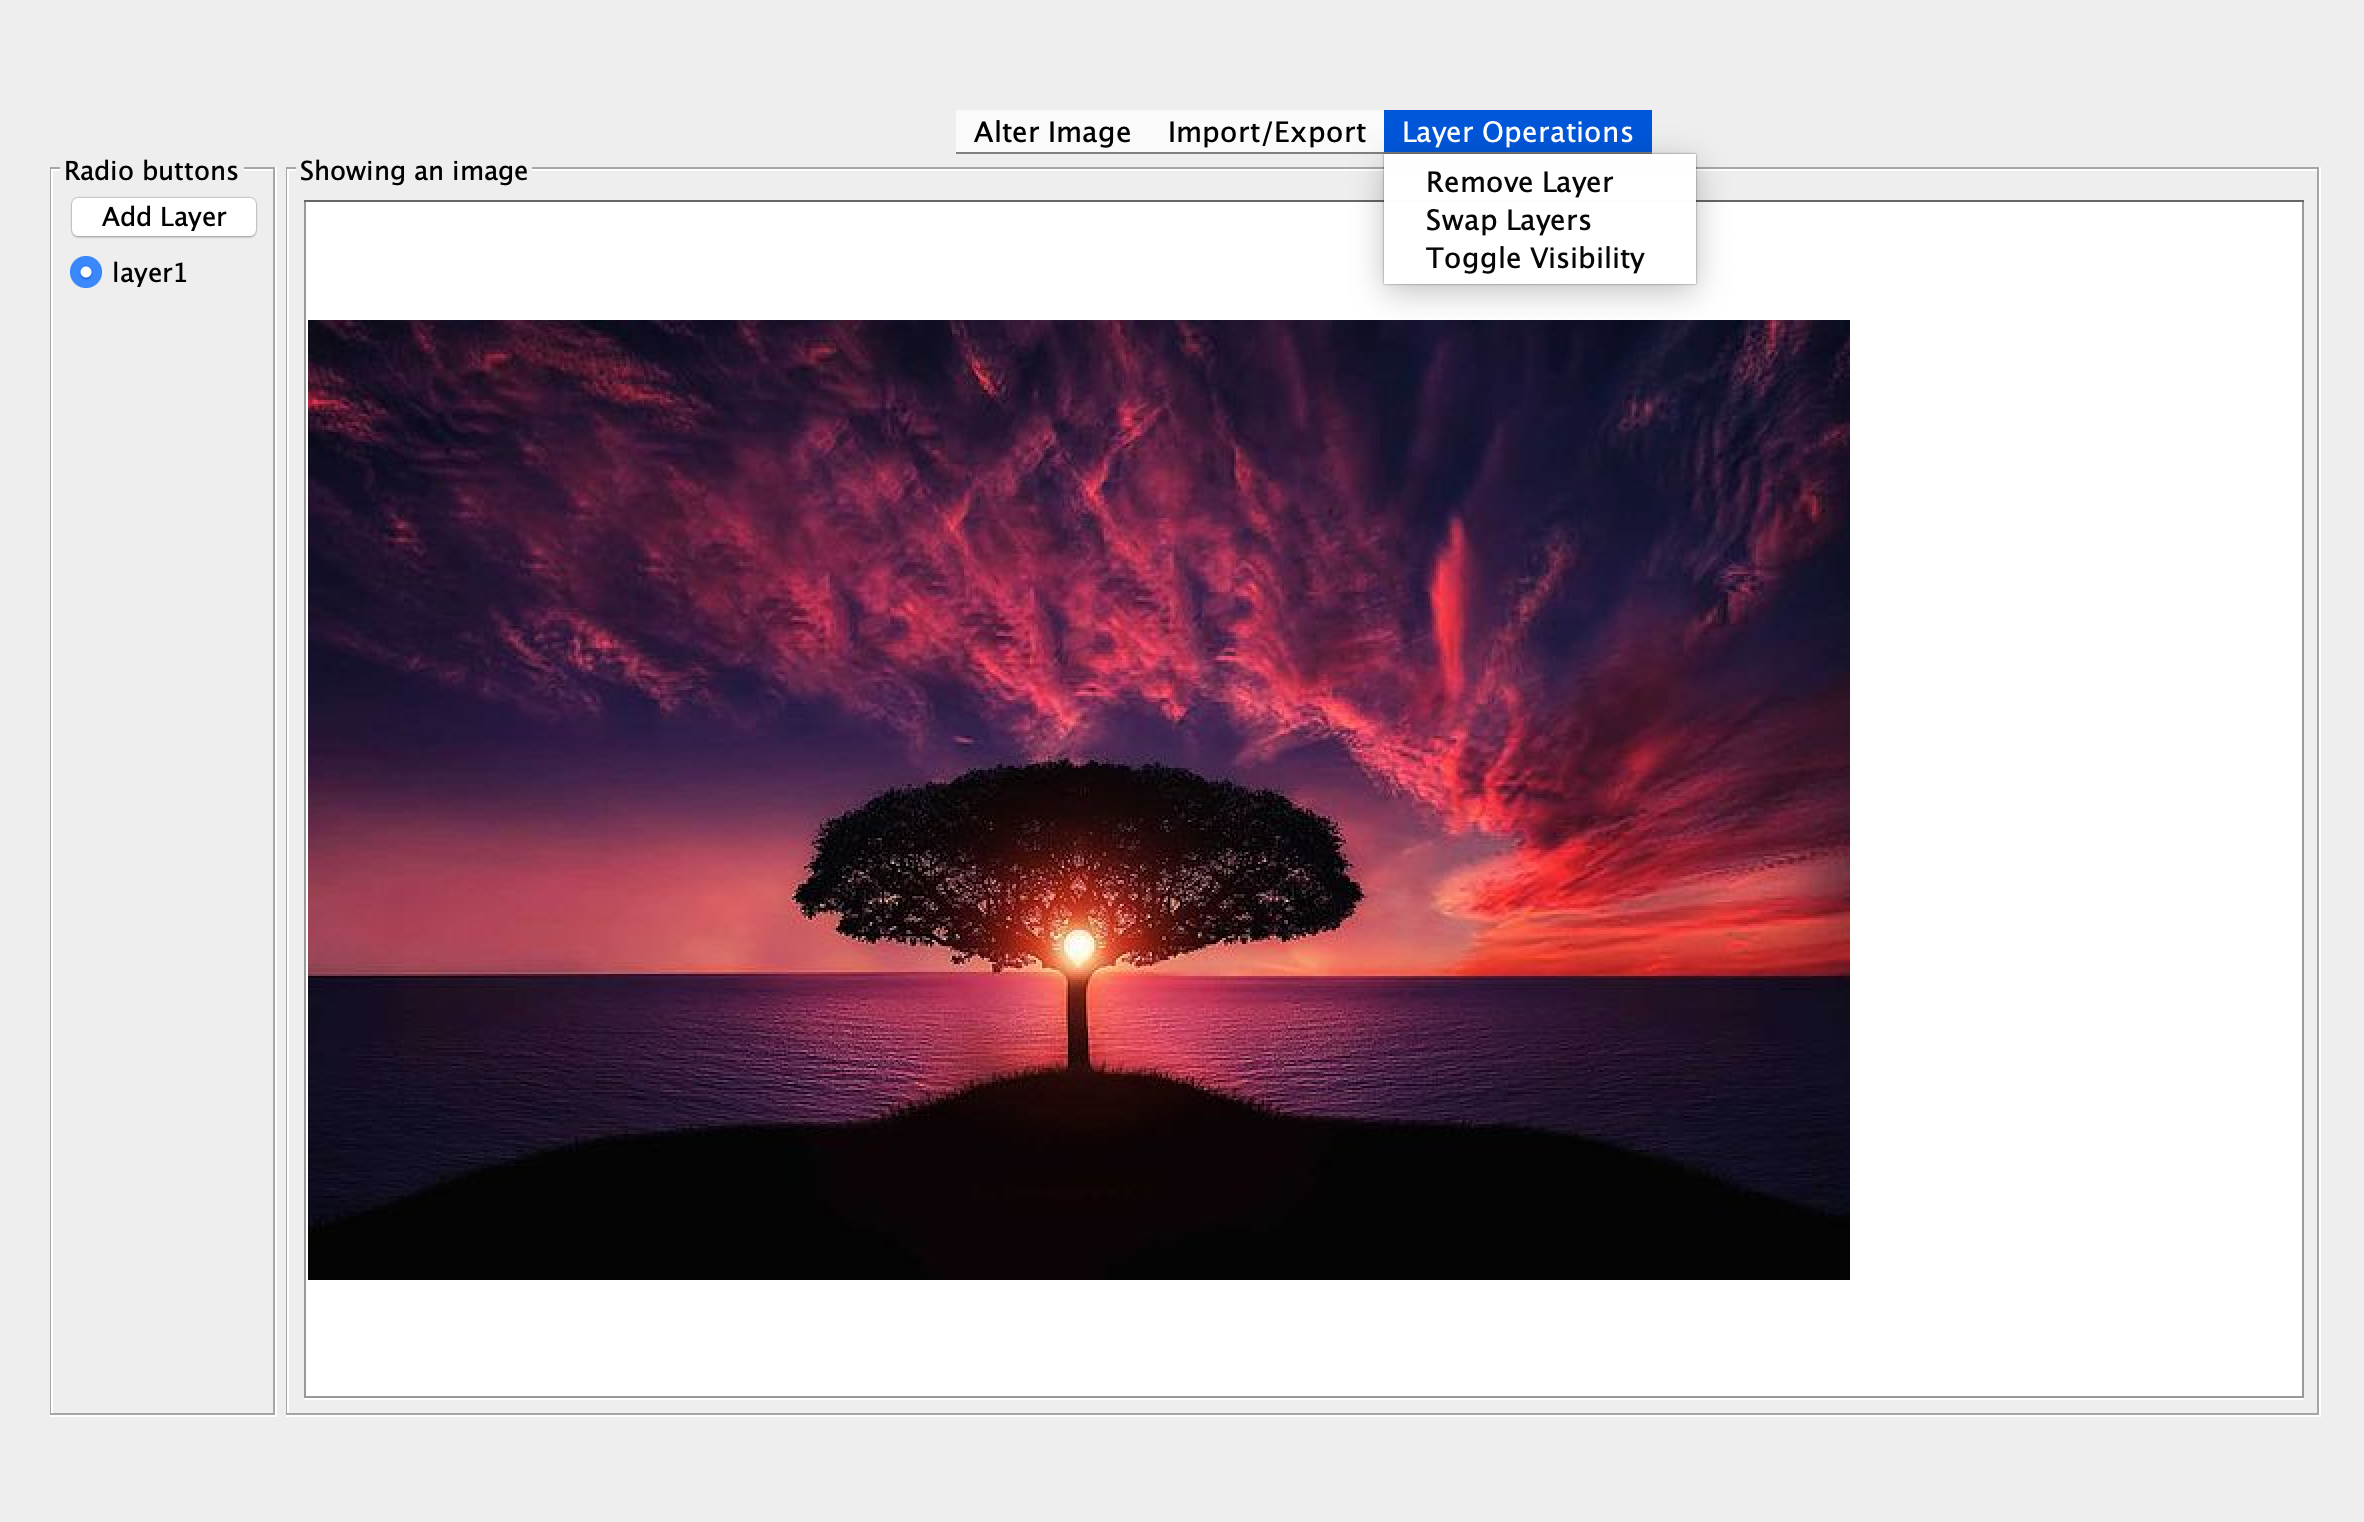 Alter Image Import/Export Layer Operations
Radio buttons
Showing an image
Remove Layer
Swap Layers
Toggle Visibility
Add Layer
layer1